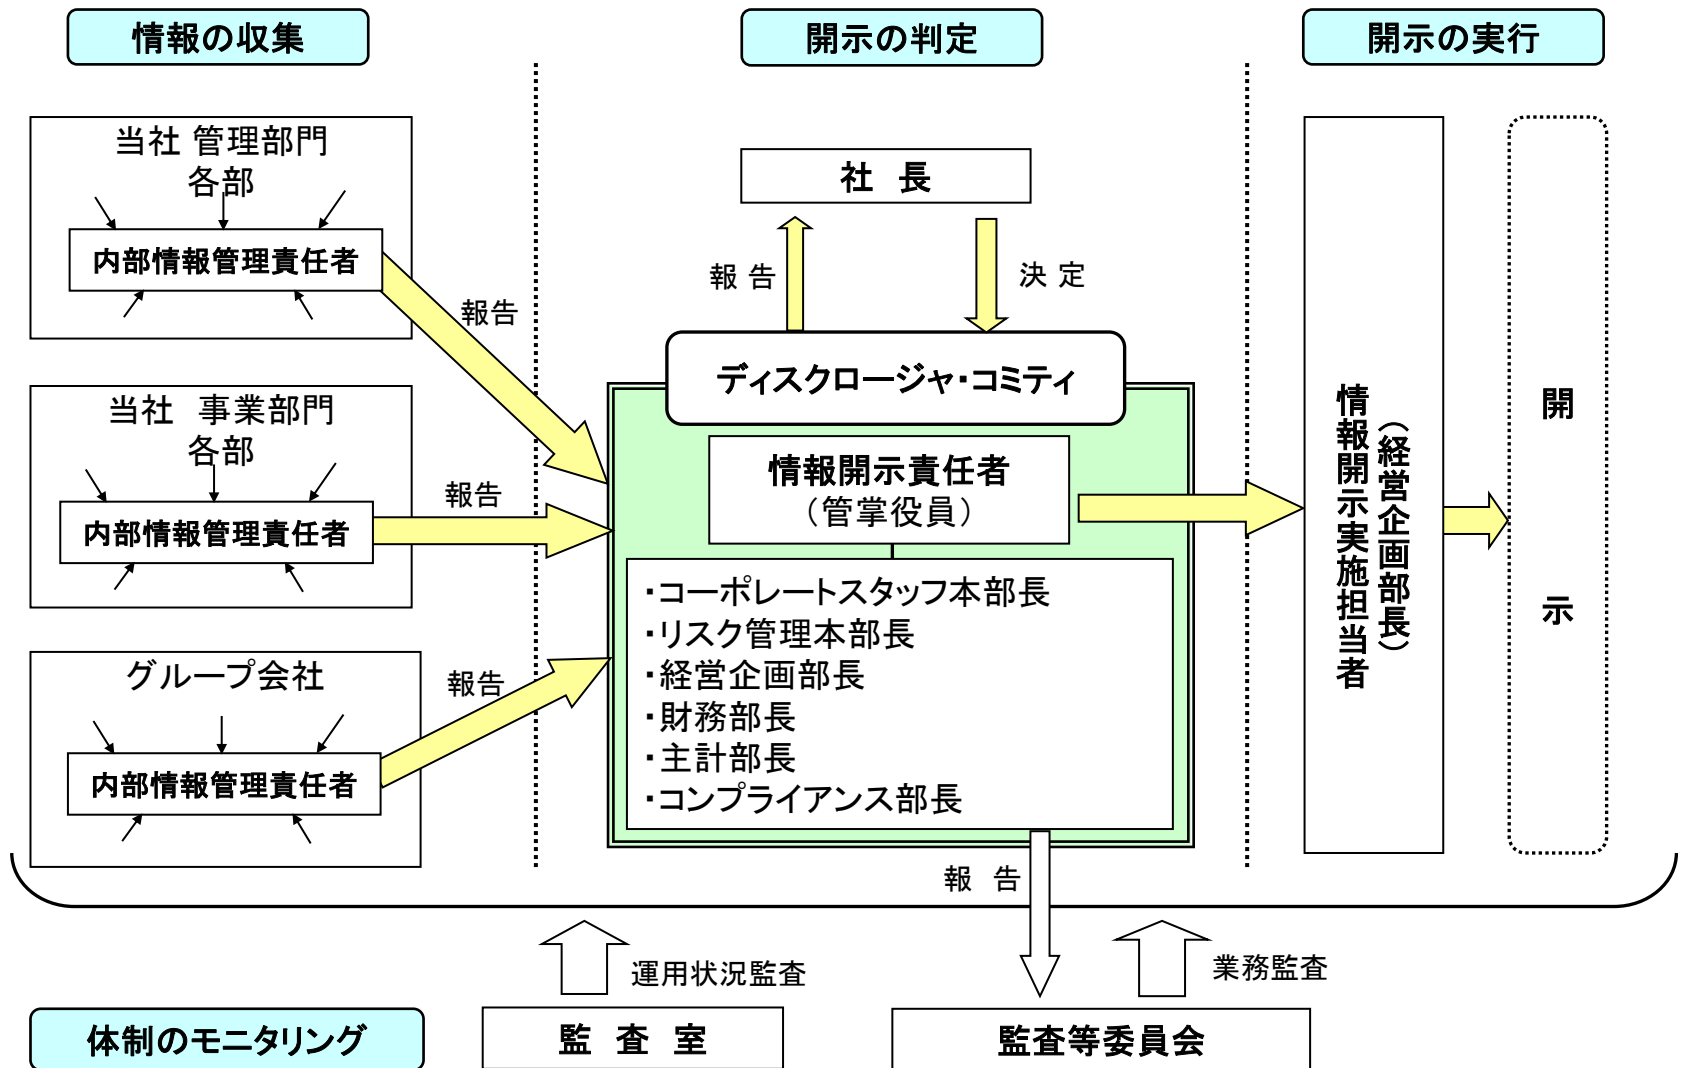 情報の収集
開示の判定
開示の実行
当社 管理部門
各部
内部情報管理責任者
報告
当社　事業部門
各部
内部情報管理責任者
報告
グループ会社
内部情報管理責任者
報告
社　長
報 告
決 定
ディスクロージャ・コミティ
情報開示責任者
（管掌役員）
・コーポレートスタッフ本部長
・リスク管理本部長
・経営企画部長
・財務部長
・主計部長
・コンプライアンス部長
（経営企画部長）
情報開示実施担当者
開　示
報　告
運用状況監査
業務監査
体制のモニタリング
監　査　室
監査等委員会